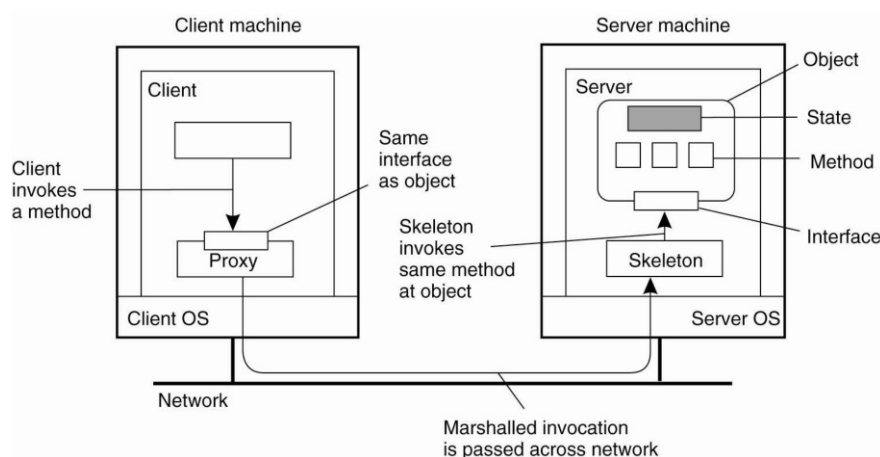 Client machine
Server machine
Client
Server
Object
State
Method
Interface
Client
invokes
a method
Same
interface
as object
Proxy
Skeleton
invokes
same method
at object
Skeleton
Client OS
Server OS
Network
Marshalled invocation
is passed across network